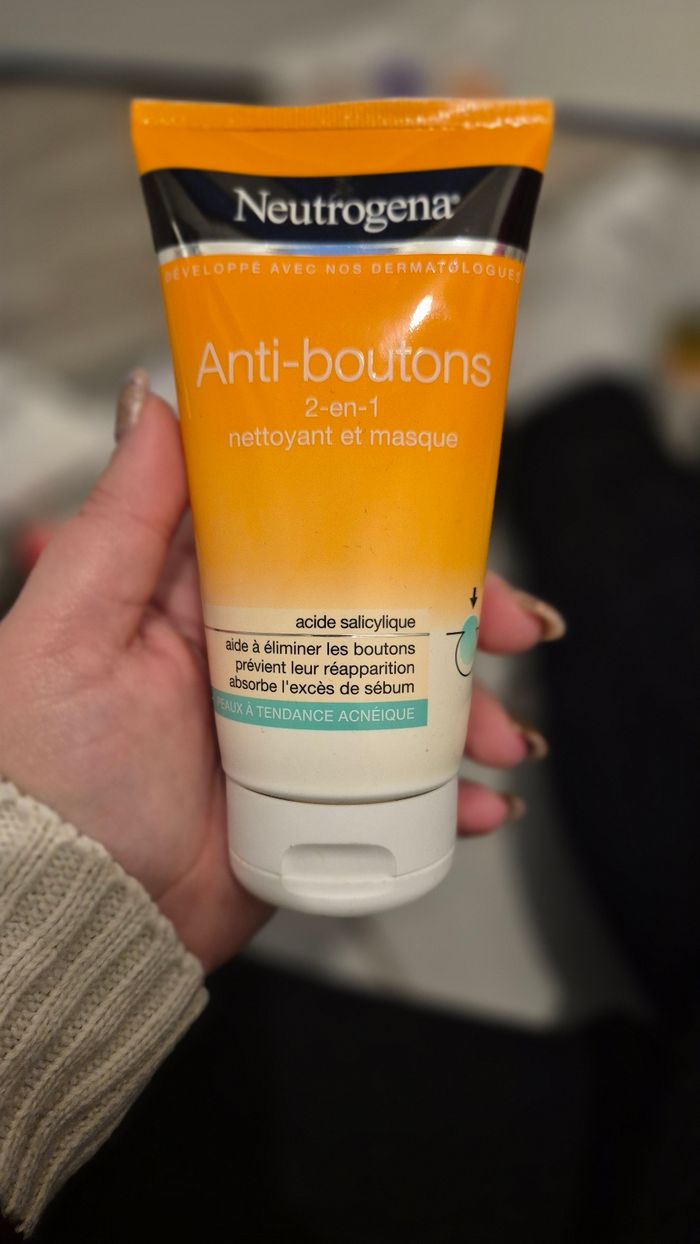 Neutrogena®
DÉVELOPPÉ AVEC NOS DERMATOLOGUES
Anti-boutons
2-en-1
nettoyant et masque
acide salicylique
aide à éliminer les boutons
prévient leur réapparition
absorbe l'excès de sébum
PEAUX À TENDANCE ACNÉIQUE